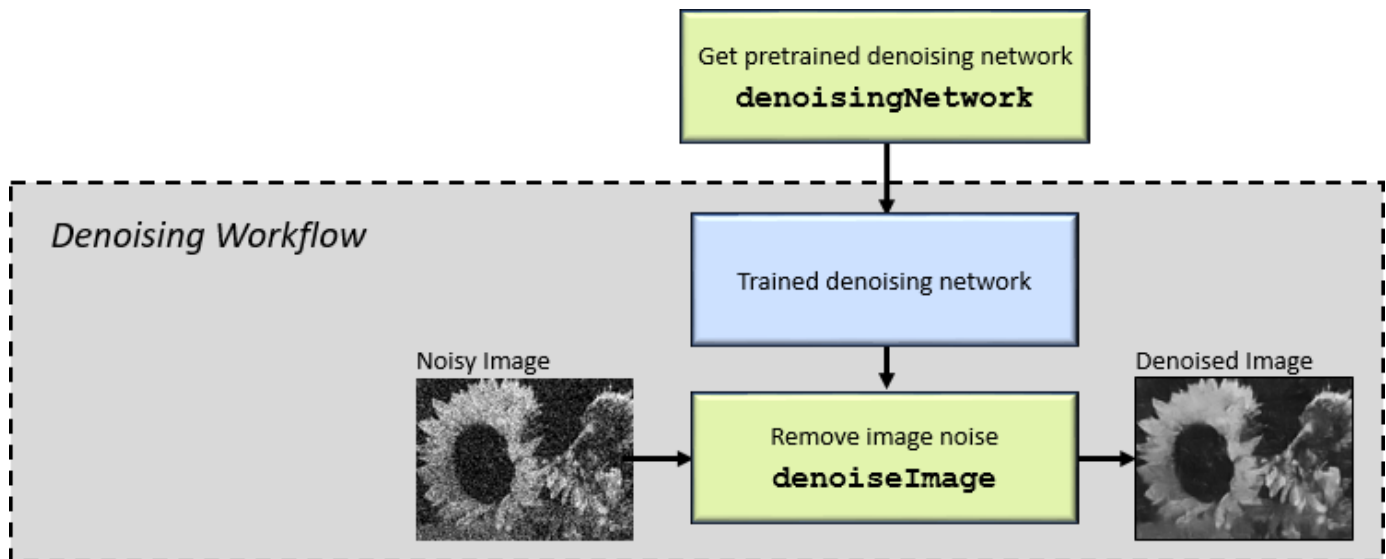 Get pretrained denoising network
denoisingNetwork
Denoising Workflow
Trained denoising network
Noisy Image
Denoised Image
Remove image noise
denoiseImage